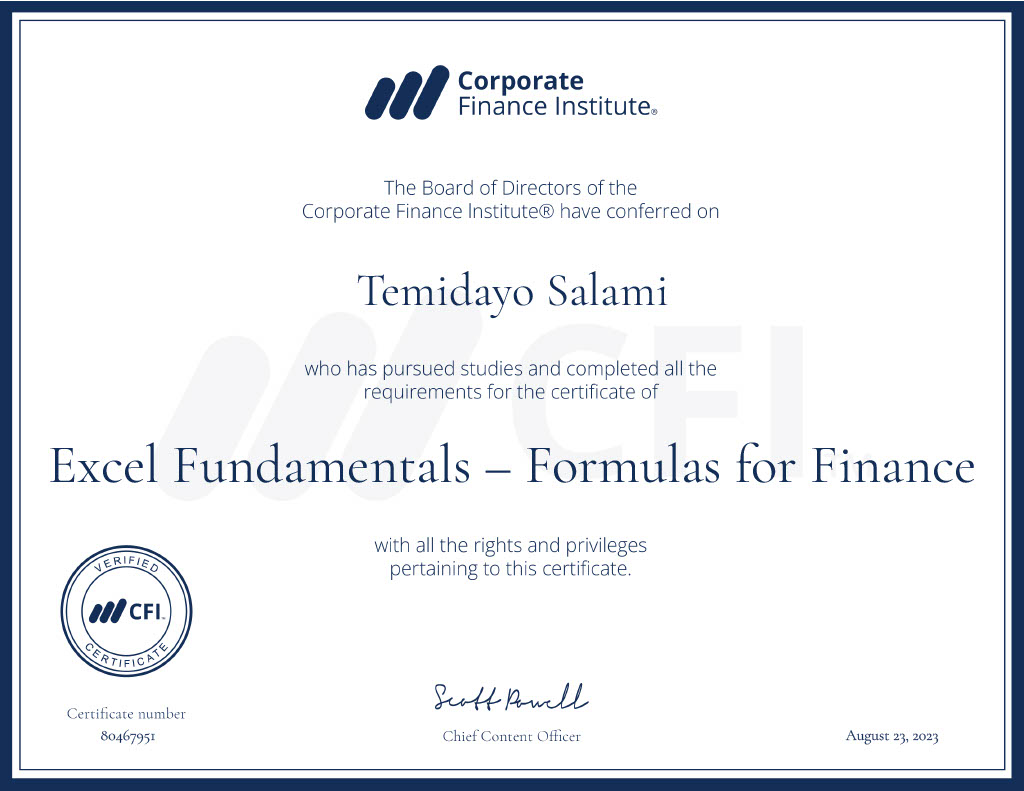 Corporate
Finance Institute®
The Board of Directors of the
Corporate Finance Institute® have conferred on
Temidayo Salami
who has pursued studies and completed all the
requirements for the certificate of
CFI
Excel Fundamentals – Formulas for Finance
with all the rights and privileges
pertaining to this certificate.
VERIFIED
CFI™
CERTIFICATE
Scott Powell
Certificate number
80467951
Chief Content Officer
August 23, 2023